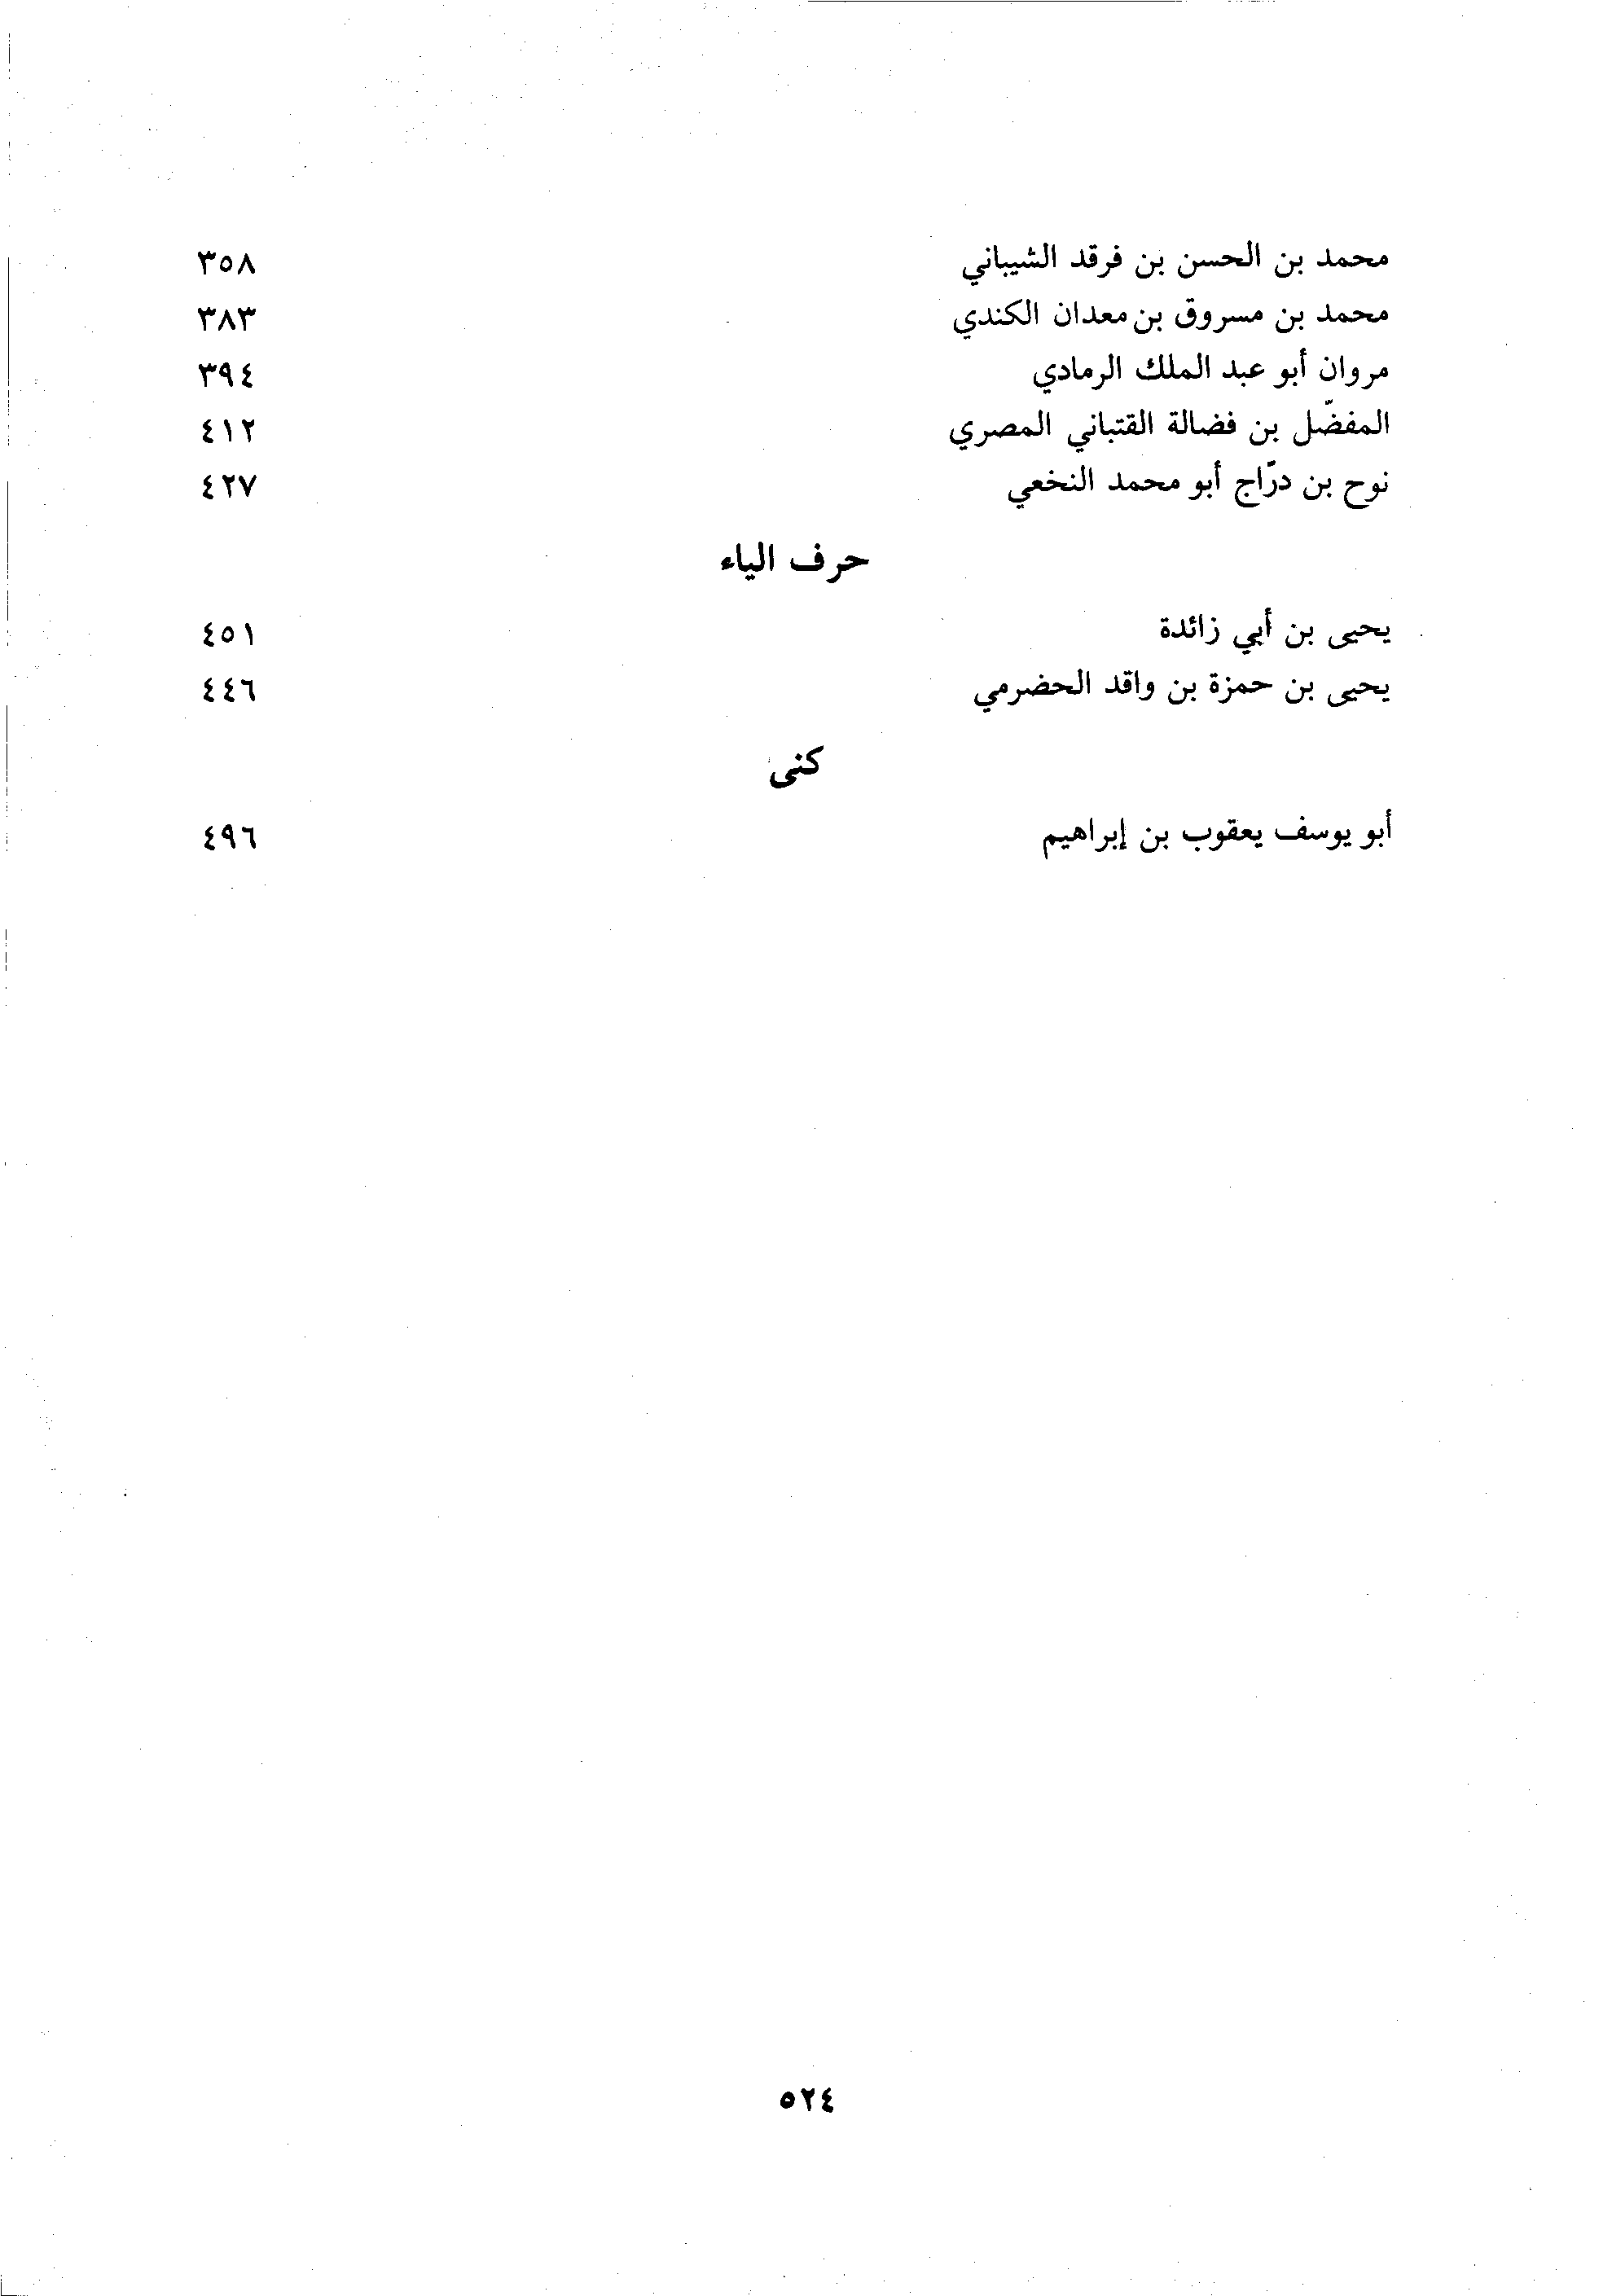 محمد بن الحسن بن فرقد الشيباني ٣٥٨
محمد بن مسروق بن معدان الكندي ٣٨٣
مروان أبو عبد الملك الرمادي ٣٩٤
المفضّل بن فضالة القتباني المصري ٤١٢
نوح بن درّاج أبو محمد النخعي ٤٢٧
حرف الياء
يحيى بن أبي زائدة ٤٥١
يحيى بن حمزة بن واقد الحضرمي ٤٤٦
كنى
أبو يوسف يعقوب بن إبراهيم ٤٩٦
٥٢٤